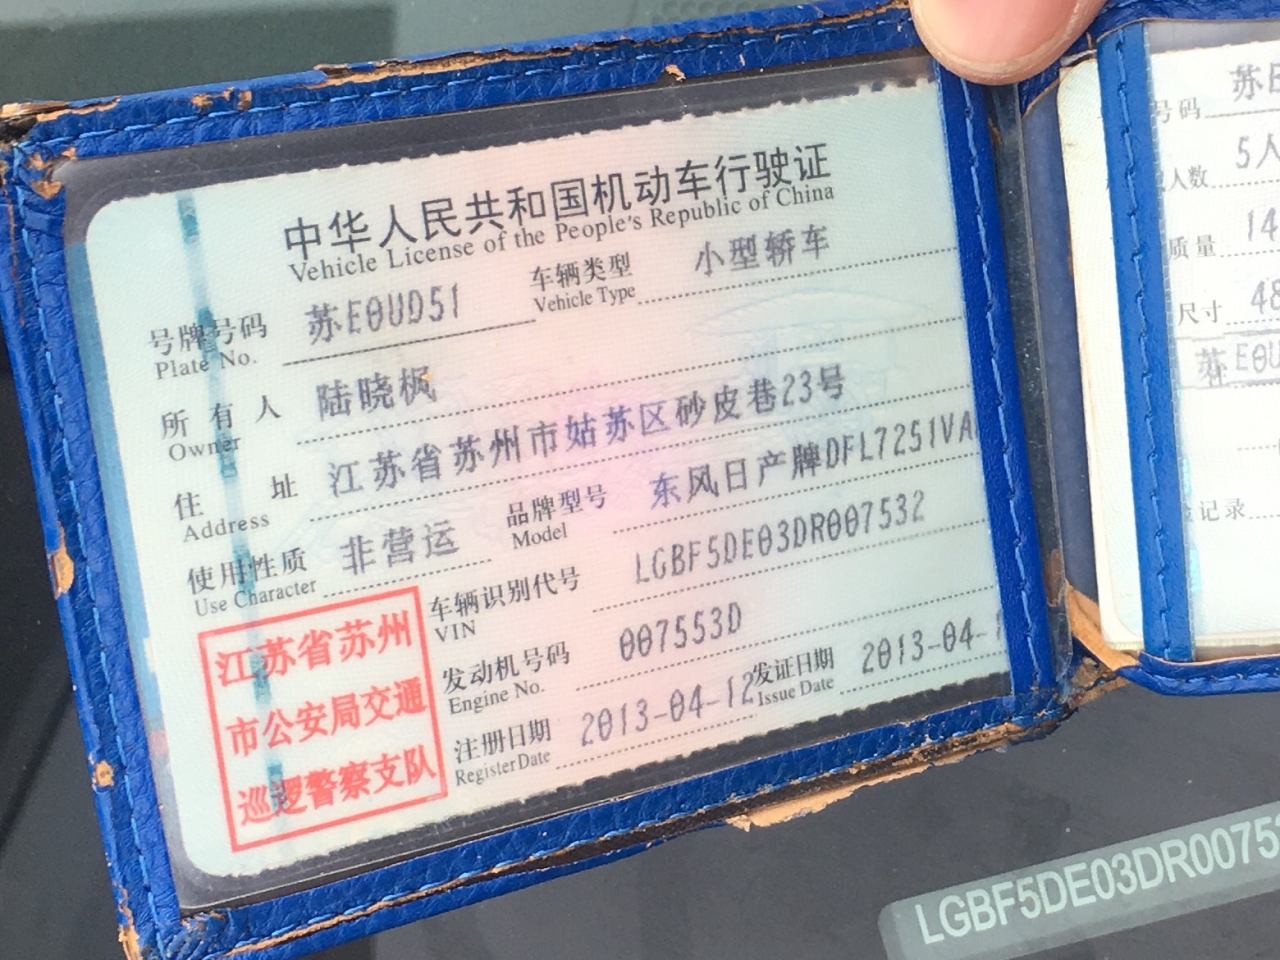 中华人民共和国机动车行驶证
Vehicle License of the People's Republic of China
号牌号码 苏E0UD51 车辆类型 小型轿车
Plate No. Vehicle Type
所有人 陆晓枫
Owner
住址 江苏省苏州市姑苏区砂皮巷23号
Address
使用性质 非营运 品牌型号 东风日产牌DFL7251VA
Use Character Model
车辆识别代号 LGBF5DE03DR007532
VIN
发动机号码 007553D
Engine No.
注册日期 2013-04-12 发证日期 2013-04-
Register Date Issue Date
江苏省苏州
市公安局交通
巡逻警察支队
号码 苏E
人数 5人
质量 14
尺寸 48
苏E0U
记录
LGBF5DE03DR0075